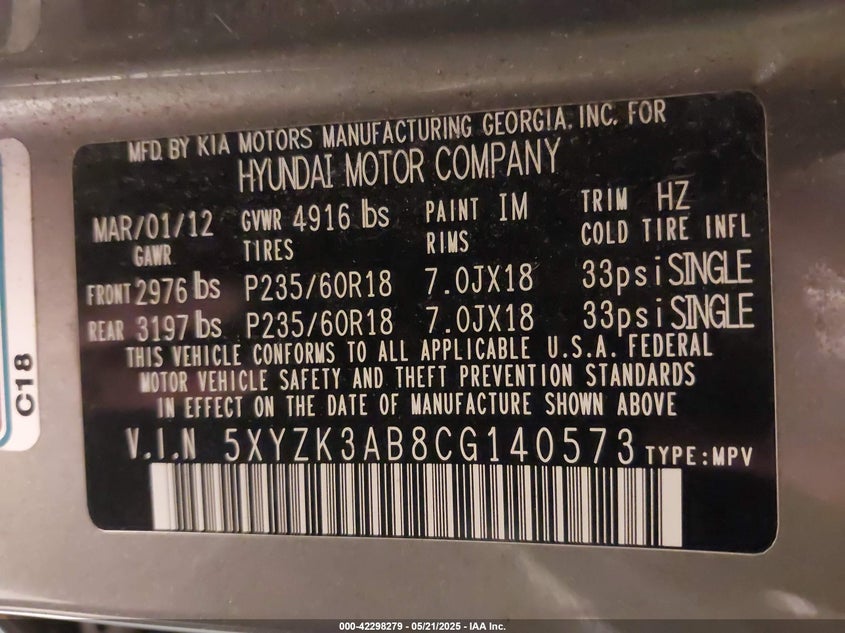 MFD. BY KIA MOTORS MANUFACTURING GEORGIA, INC. FOR
HYUNDAI MOTOR COMPANY
MAR/01/12 GVWR 4916 lbs PAINT IM TRIM HZ
GAWR TIRES RIMS COLD TIRE INFL
FRONT 2976 lbs P235/60R18 7.0JX18 33psi SINGLE
REAR 3197 lbs P235/60R18 7.0JX18 33psi SINGLE
THIS VEHICLE CONFORMS TO ALL APPLICABLE U.S.A. FEDERAL
MOTOR VEHICLE SAFETY AND THEFT PREVENTION STANDARDS
IN EFFECT ON THE DATE OF MANUFACTURE SHOWN ABOVE
V.I.N 5XYZK3AB8CG140573 TYPE:MPV
C18
000-42298279 - 05/21/2025 - IAA Inc.